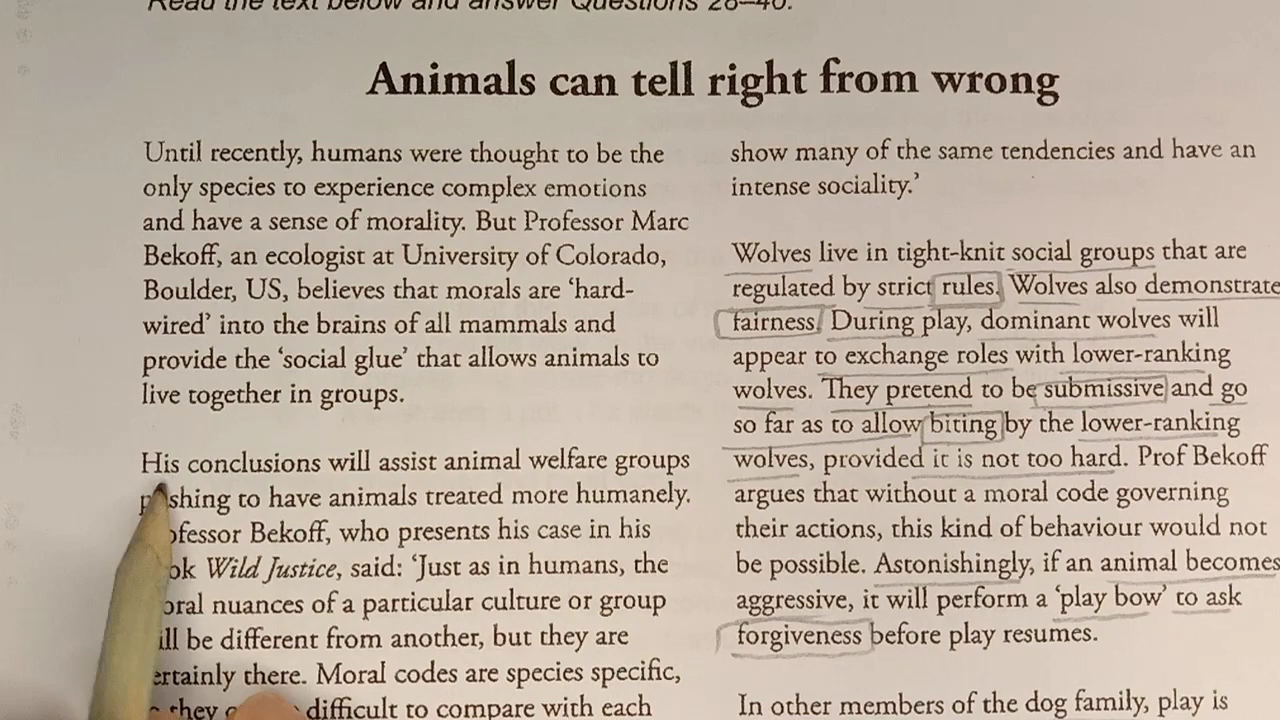 Read the text below and answer Questions 28–40.
Animals can tell right from wrong
Until recently, humans were thought to be the
only species to experience complex emotions
and have a sense of morality. But Professor Marc
Bekoff, an ecologist at University of Colorado,
Boulder, US, believes that morals are ‘hard-
wired’ into the brains of all mammals and
provide the ‘social glue’ that allows animals to
live together in groups.
His conclusions will assist animal welfare groups
pushing to have animals treated more humanely.
ofessor Bekoff, who presents his case in his
ok Wild Justice, said: ‘Just as in humans, the
oral nuances of a particular culture or group
ill be different from another, but they are
ertainly there. Moral codes are species specific,
they difficult to compare with each
show many of the same tendencies and have an
intense sociality.’
Wolves live in tight-knit social groups that are
regulated by strict rules. Wolves also demonstrate
fairness. During play, dominant wolves will
appear to exchange roles with lower-ranking
wolves. They pretend to be submissive and go
so far as to allow biting by the lower-ranking
wolves, provided it is not too hard. Prof Bekoff
argues that without a moral code governing
their actions, this kind of behaviour would not
be possible. Astonishingly, if an animal becomes
aggressive, it will perform a ‘play bow’ to ask
forgiveness before play resumes.
In other members of the dog family, play is